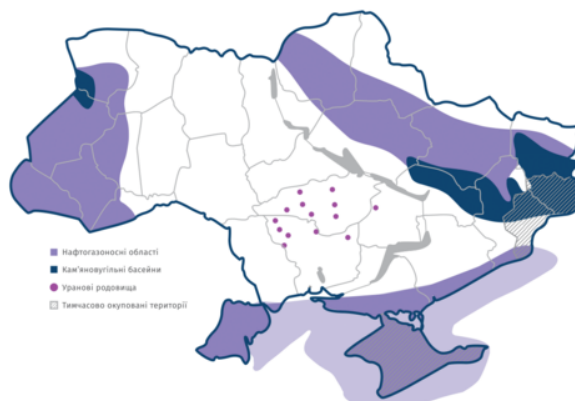 Нафтогазоносні області
Кам'яновугільні басейни
Уранові родовища
Тимчасово окуповані території